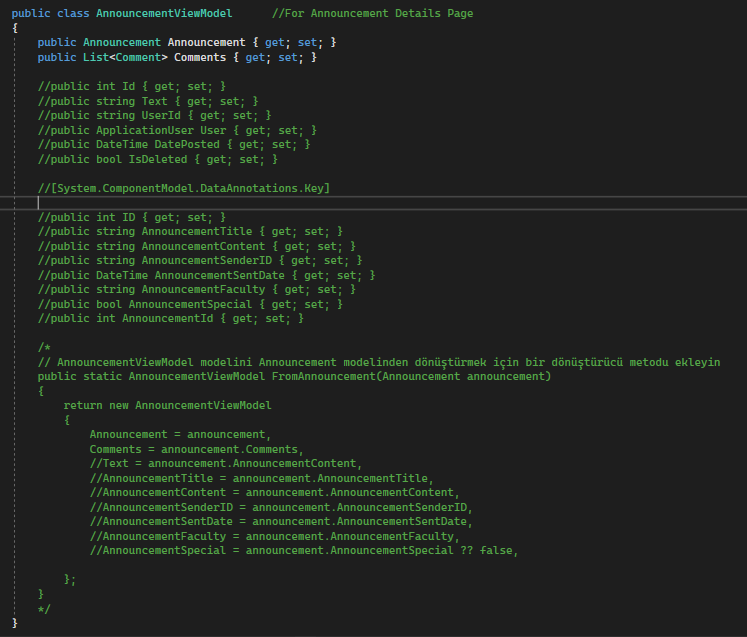 public class AnnouncementViewModel      //For Announcement Details Page
{
    public Announcement Announcement { get; set; }
    public List<Comment> Comments { get; set; }

    //public int Id { get; set; }
    //public string Text { get; set; }
    //public string UserId { get; set; }
    //public ApplicationUser User { get; set; }
    //public DateTime DatePosted { get; set; }
    //public bool IsDeleted { get; set; }

    //[System.ComponentModel.DataAnnotations.Key]

    //public int ID { get; set; }
    //public string AnnouncementTitle { get; set; }
    //public string AnnouncementContent { get; set; }
    //public string AnnouncementSenderID { get; set; }
    //public DateTime AnnouncementSentDate { get; set; }
    //public string AnnouncementFaculty { get; set; }
    //public bool AnnouncementSpecial { get; set; }
    //public int AnnouncementId { get; set; }

    /*
    // AnnouncementViewModel modelini Announcement modelinden dönüştürmek için bir dönüştürücü metodu ekleyin
    public static AnnouncementViewModel FromAnnouncement(Announcement announcement)
    {
        return new AnnouncementViewModel
        {
            Announcement = announcement,
            Comments = announcement.Comments,
            //Text = announcement.AnnouncementContent,
            //AnnouncementTitle = announcement.AnnouncementTitle,
            //AnnouncementContent = announcement.AnnouncementContent,
            //AnnouncementSenderID = announcement.AnnouncementSenderID,
            //AnnouncementSentDate = announcement.AnnouncementSentDate,
            //AnnouncementFaculty = announcement.AnnouncementFaculty,
            //AnnouncementSpecial = announcement.AnnouncementSpecial ?? false,

        };
    }
    */
}